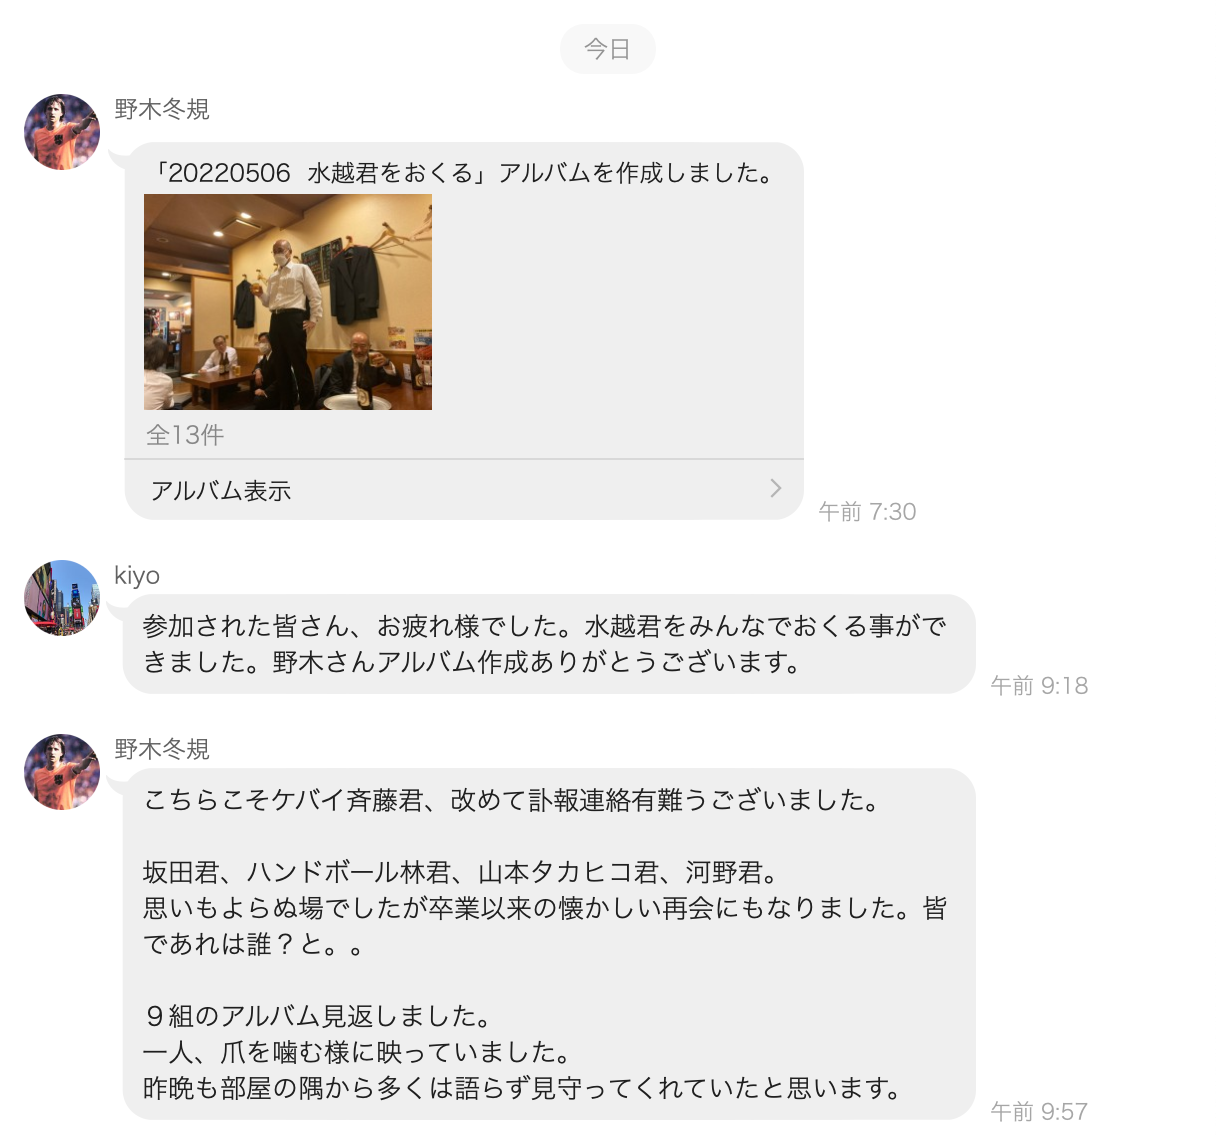 今日
野木冬規
「20220506 水越君をおくる」アルバムを作成しました。
全13件
アルバム表示
午前 7:30
kiyo
参加された皆さん、お疲れ様でした。水越君をみんなでおくる事がで
きました。野木さんアルバム作成ありがとうございます。
午前 9:18
野木冬規
こちらこそケバイ斉藤君、改めて訃報連絡有難うございました。
坂田君、ハンドボール林君、山本タカヒコ君、河野君。
思いもよらぬ場でしたが卒業以来の懐かしい再会にもなりました。皆
であれは誰？と。。
９組のアルバム見返しました。
一人、爪を噛む様に映っていました。
昨晩も部屋の隅から多くは語らず見守ってくれていたと思います。
午前 9:57